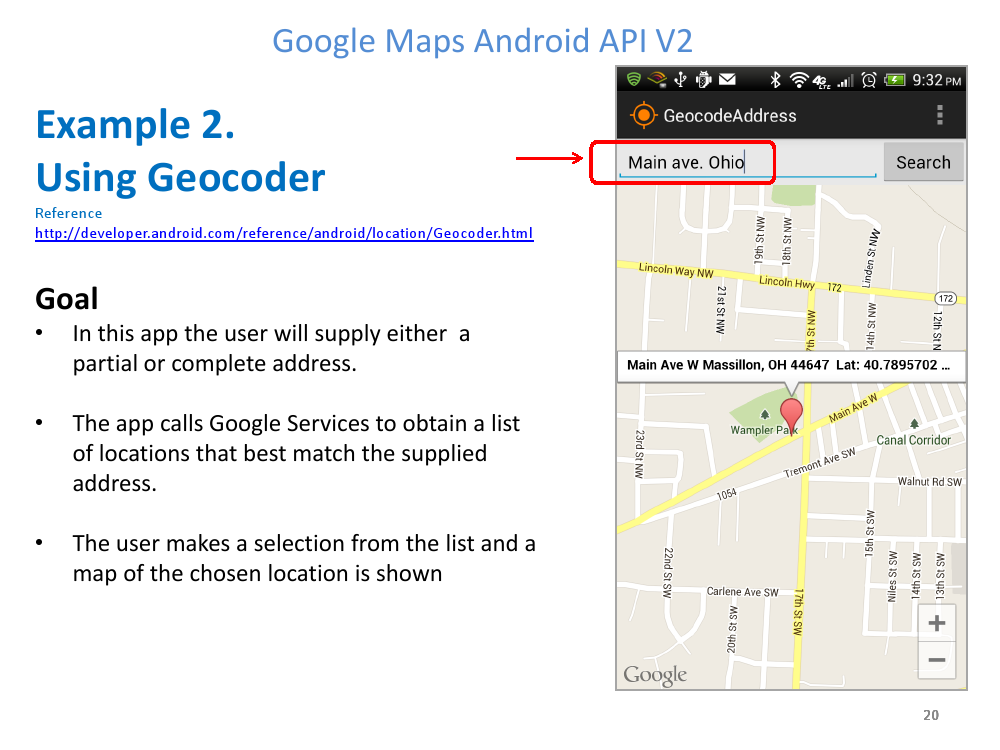 Google Maps Android API V2
Example 2.
Using Geocoder
Reference
http://developer.android.com/reference/android/location/Geocoder.html
Goal
• In this app the user will supply either a
partial or complete address.
• The app calls Google Services to obtain a list
of locations that best match the supplied
address.
• The user makes a selection from the list and a
map of the chosen location is shown
4G LTE 9:32 PM
GeocodeAddress
Main ave. Ohio
Search
19th St NW
18th St NW
Linden St NW
Lincoln Way NW
Lincoln Hwy 172
172
21st St NW
7th St NW
14th St NW
12th St N
Main Ave W Massillon, OH 44647 Lat: 40.7895702 ...
Main Ave W
Wampler Park
Canal Corridor
23rd St NW
Tremont Ave SW
Walnut Rd SW
1054
15th St SW
22nd St SW
Niles St SW
14th St SW
13th St SW
Carlene Ave SW
17th St SW
20th St SW
+
−
Google
20